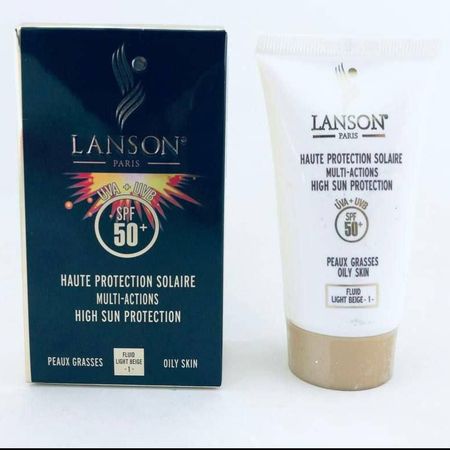 LANSON®
PARIS
UVA + UVB
SPF
50+
HAUTE PROTECTION SOLAIRE
MULTI-ACTIONS
HIGH SUN PROTECTION
PEAUX GRASSES
FLUID
LIGHT BEIGE
-1-
OILY SKIN
LANSON®
PARIS
HAUTE PROTECTION SOLAIRE
MULTI-ACTIONS
HIGH SUN PROTECTION
UVA + UVB
SPF
50+
PEAUX GRASSES
OILY SKIN
FLUID
LIGHT BEIGE -1-